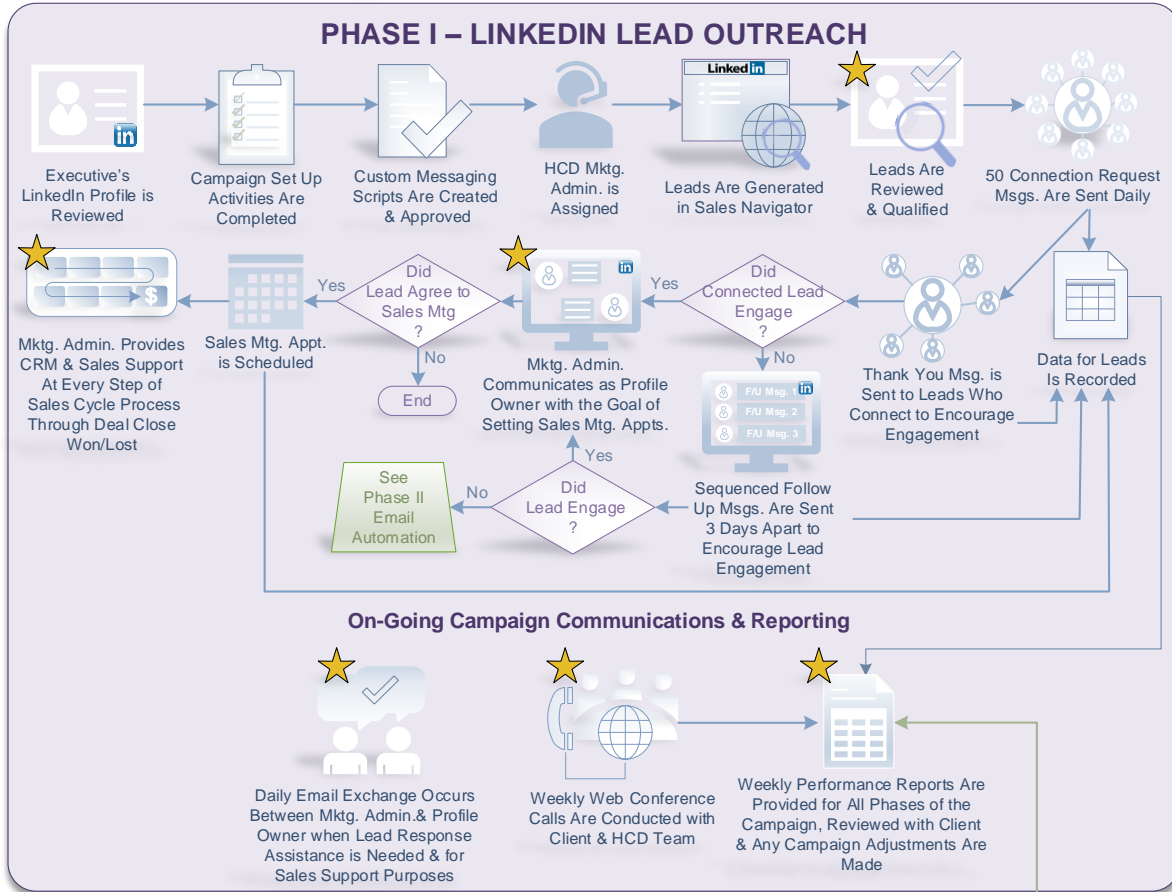 PHASE I – LINKEDIN LEAD OUTREACH
in
Executive's
LinkedIn Profile is
Reviewed
Campaign Set Up
Activities Are
Completed
Custom Messaging
Scripts Are Created
& Approved
HCD Mktg.
Admin. is
Assigned
Linked in
Leads Are Generated
in Sales Navigator
Leads Are
Reviewed
& Qualified
50 Connection Request
Msgs. Are Sent Daily
$
Mktg. Admin. Provides
CRM & Sales Support
At Every Step of
Sales Cycle Process
Through Deal Close
Won/Lost
Sales Mtg. Appt.
is Scheduled
Yes
Did
Lead Agree to
Sales Mtg
?
No
End
in
Mktg. Admin.
Communicates as Profile
Owner with the Goal of
Setting Sales Mtg. Appts.
Yes
Did
Connected Lead
Engage
?
No
Thank You Msg. is
Sent to Leads Who
Connect to Encourage
Engagement
Data for Leads
Is Recorded
F/U Msg. 1
in
F/U Msg. 2
F/U Msg. 3
Sequenced Follow
Up Msgs. Are Sent
3 Days Apart to
Encourage Lead
Engagement
Yes
Did
Lead Engage
?
No
See
Phase II
Email
Automation
On-Going Campaign Communications & Reporting
Daily Email Exchange Occurs
Between Mktg. Admin.& Profile
Owner when Lead Response
Assistance is Needed & for
Sales Support Purposes
Weekly Web Conference
Calls Are Conducted with
Client & HCD Team
Weekly Performance Reports Are
Provided for All Phases of the
Campaign, Reviewed with Client
& Any Campaign Adjustments Are
Made